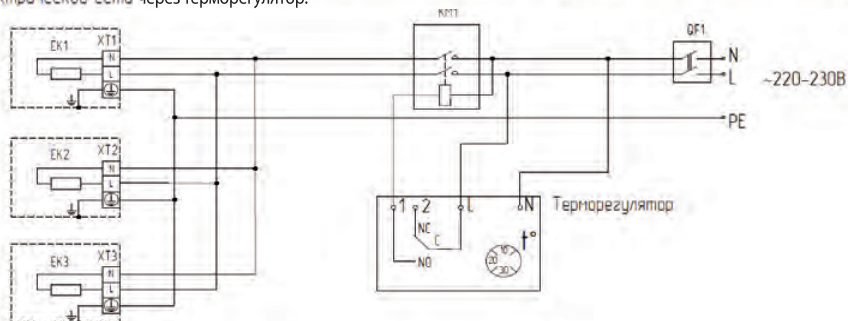 через терморегулятор.
KM1
QF1
EK1 XT1
N
L
N
L
~220-230В
PE
EK2 XT2
N
L
1 2 L N Терморегулятор
NC
C
NO
t°
10
20
30
EK3 XT3
N
L